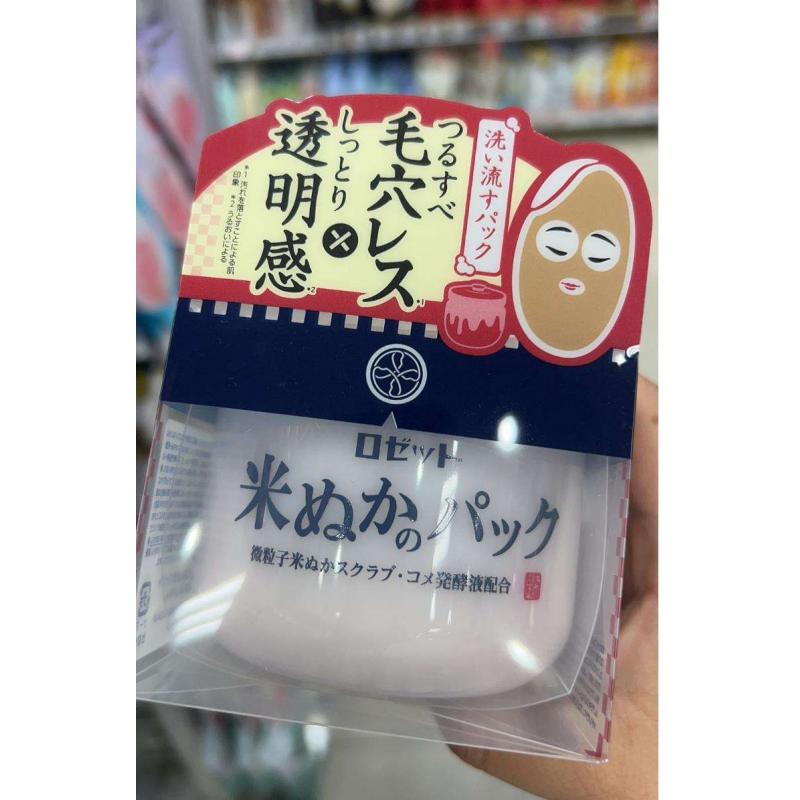 洗い流すパック
つるすべ
毛穴レス*1
×
しっとり
透明感*2
*1 汚れを落とすことによる肌
印象 *2 うるおいによる
ロゼット
米ぬかのパック
微粒子米ぬかスクラブ・コメ発酵液配合